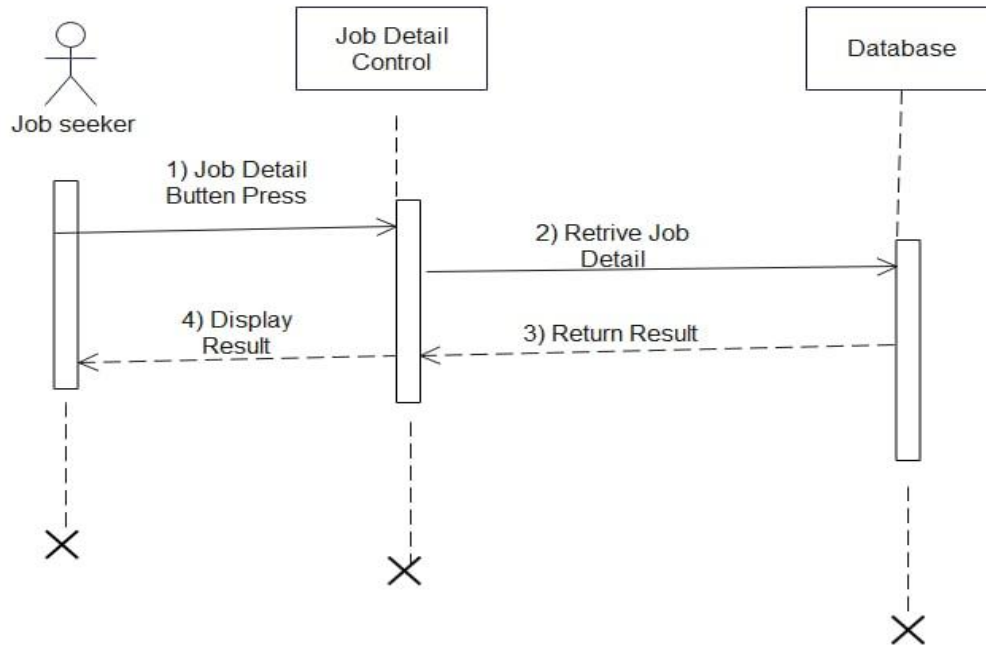 Job Detail
Control
Database
Job seeker
1) Job Detail
Butten Press
2) Retrive Job
Detail
4) Display
Result
3) Return Result